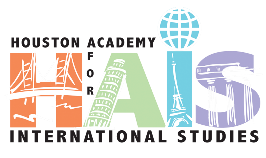 HOUSTON ACADEMY
FOR
HAIS
INTERNATIONAL STUDIES